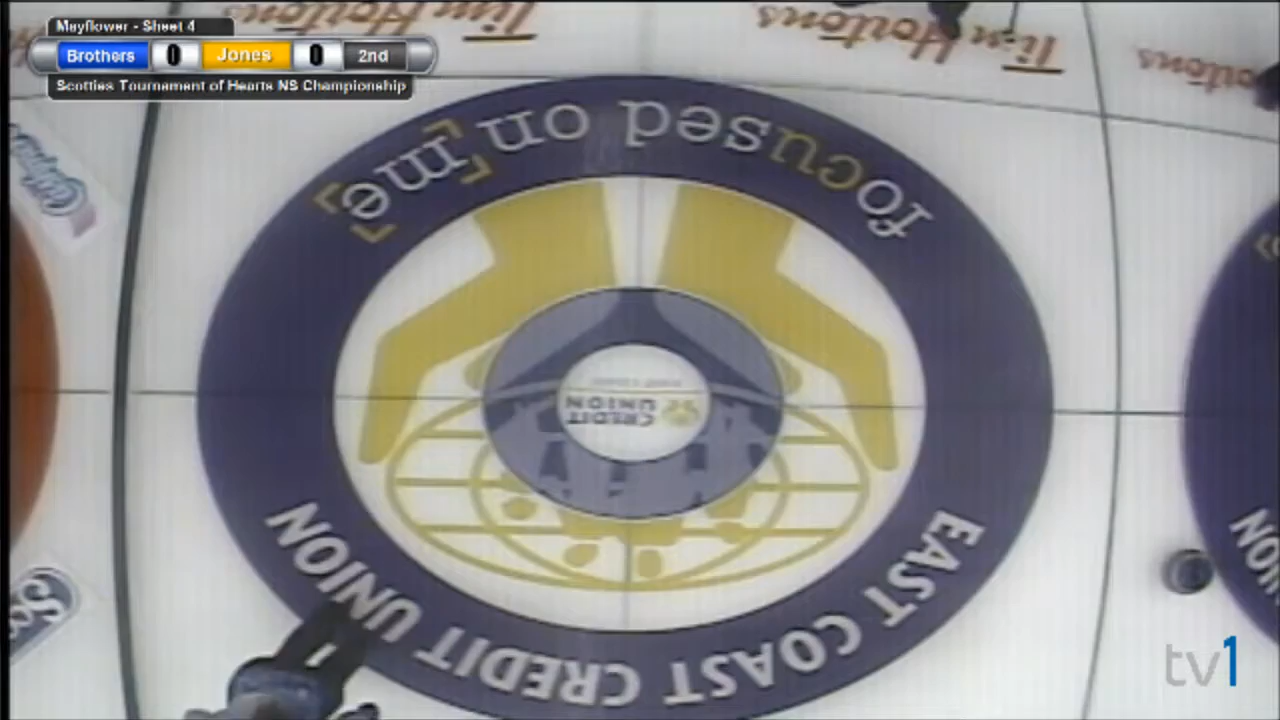 Mayflower - Sheet 4
Brothers 0 Jones 0 2nd
Scotties Tournament of Hearts NS Championship
Tim Hortons
Tim Hortons
focused on "me"
CREDIT
UNION
EAST COAST CREDIT UNION
tv1